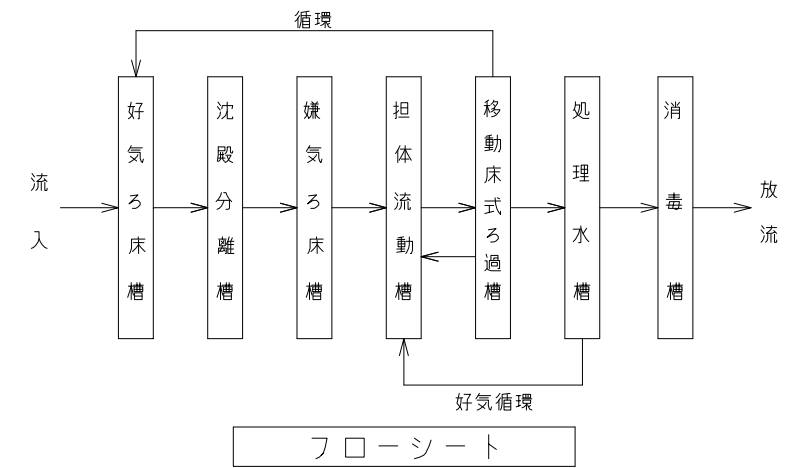 循環
流入
好気ろ床槽
沈殿分離槽
嫌気ろ床槽
担体流動槽
移動床式ろ過槽
処理水槽
消毒槽
放流
好気循環
フローシート